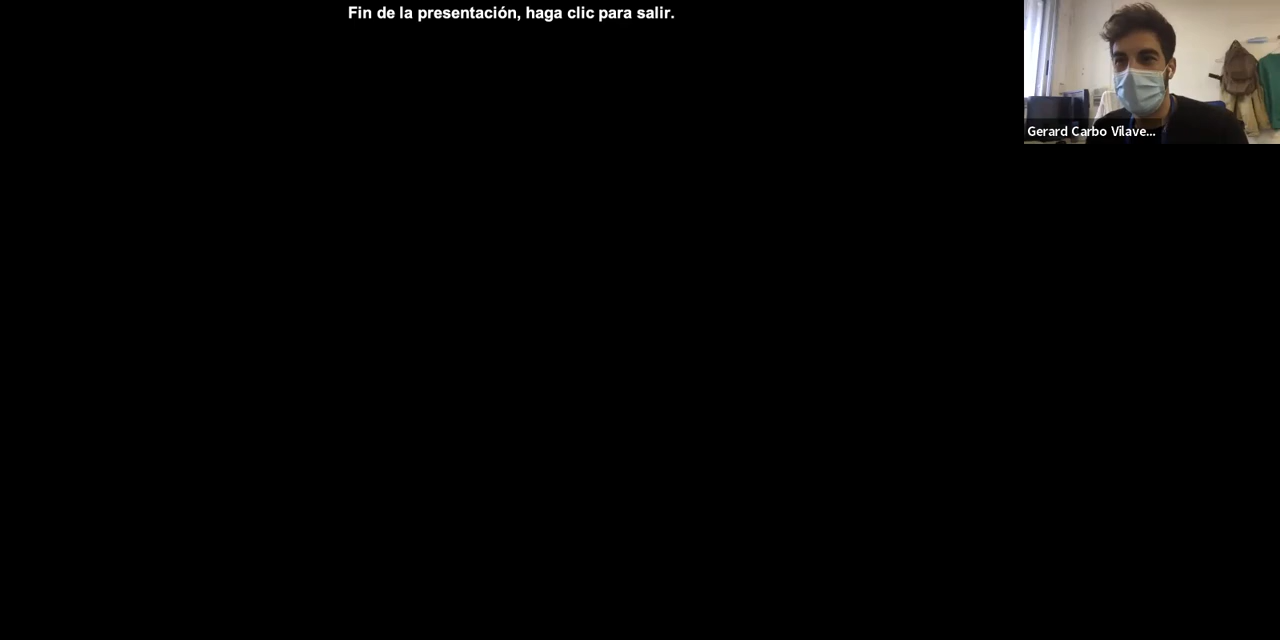 Fin de la presentación, haga clic para salir.
Gerard Carbo Vilave...